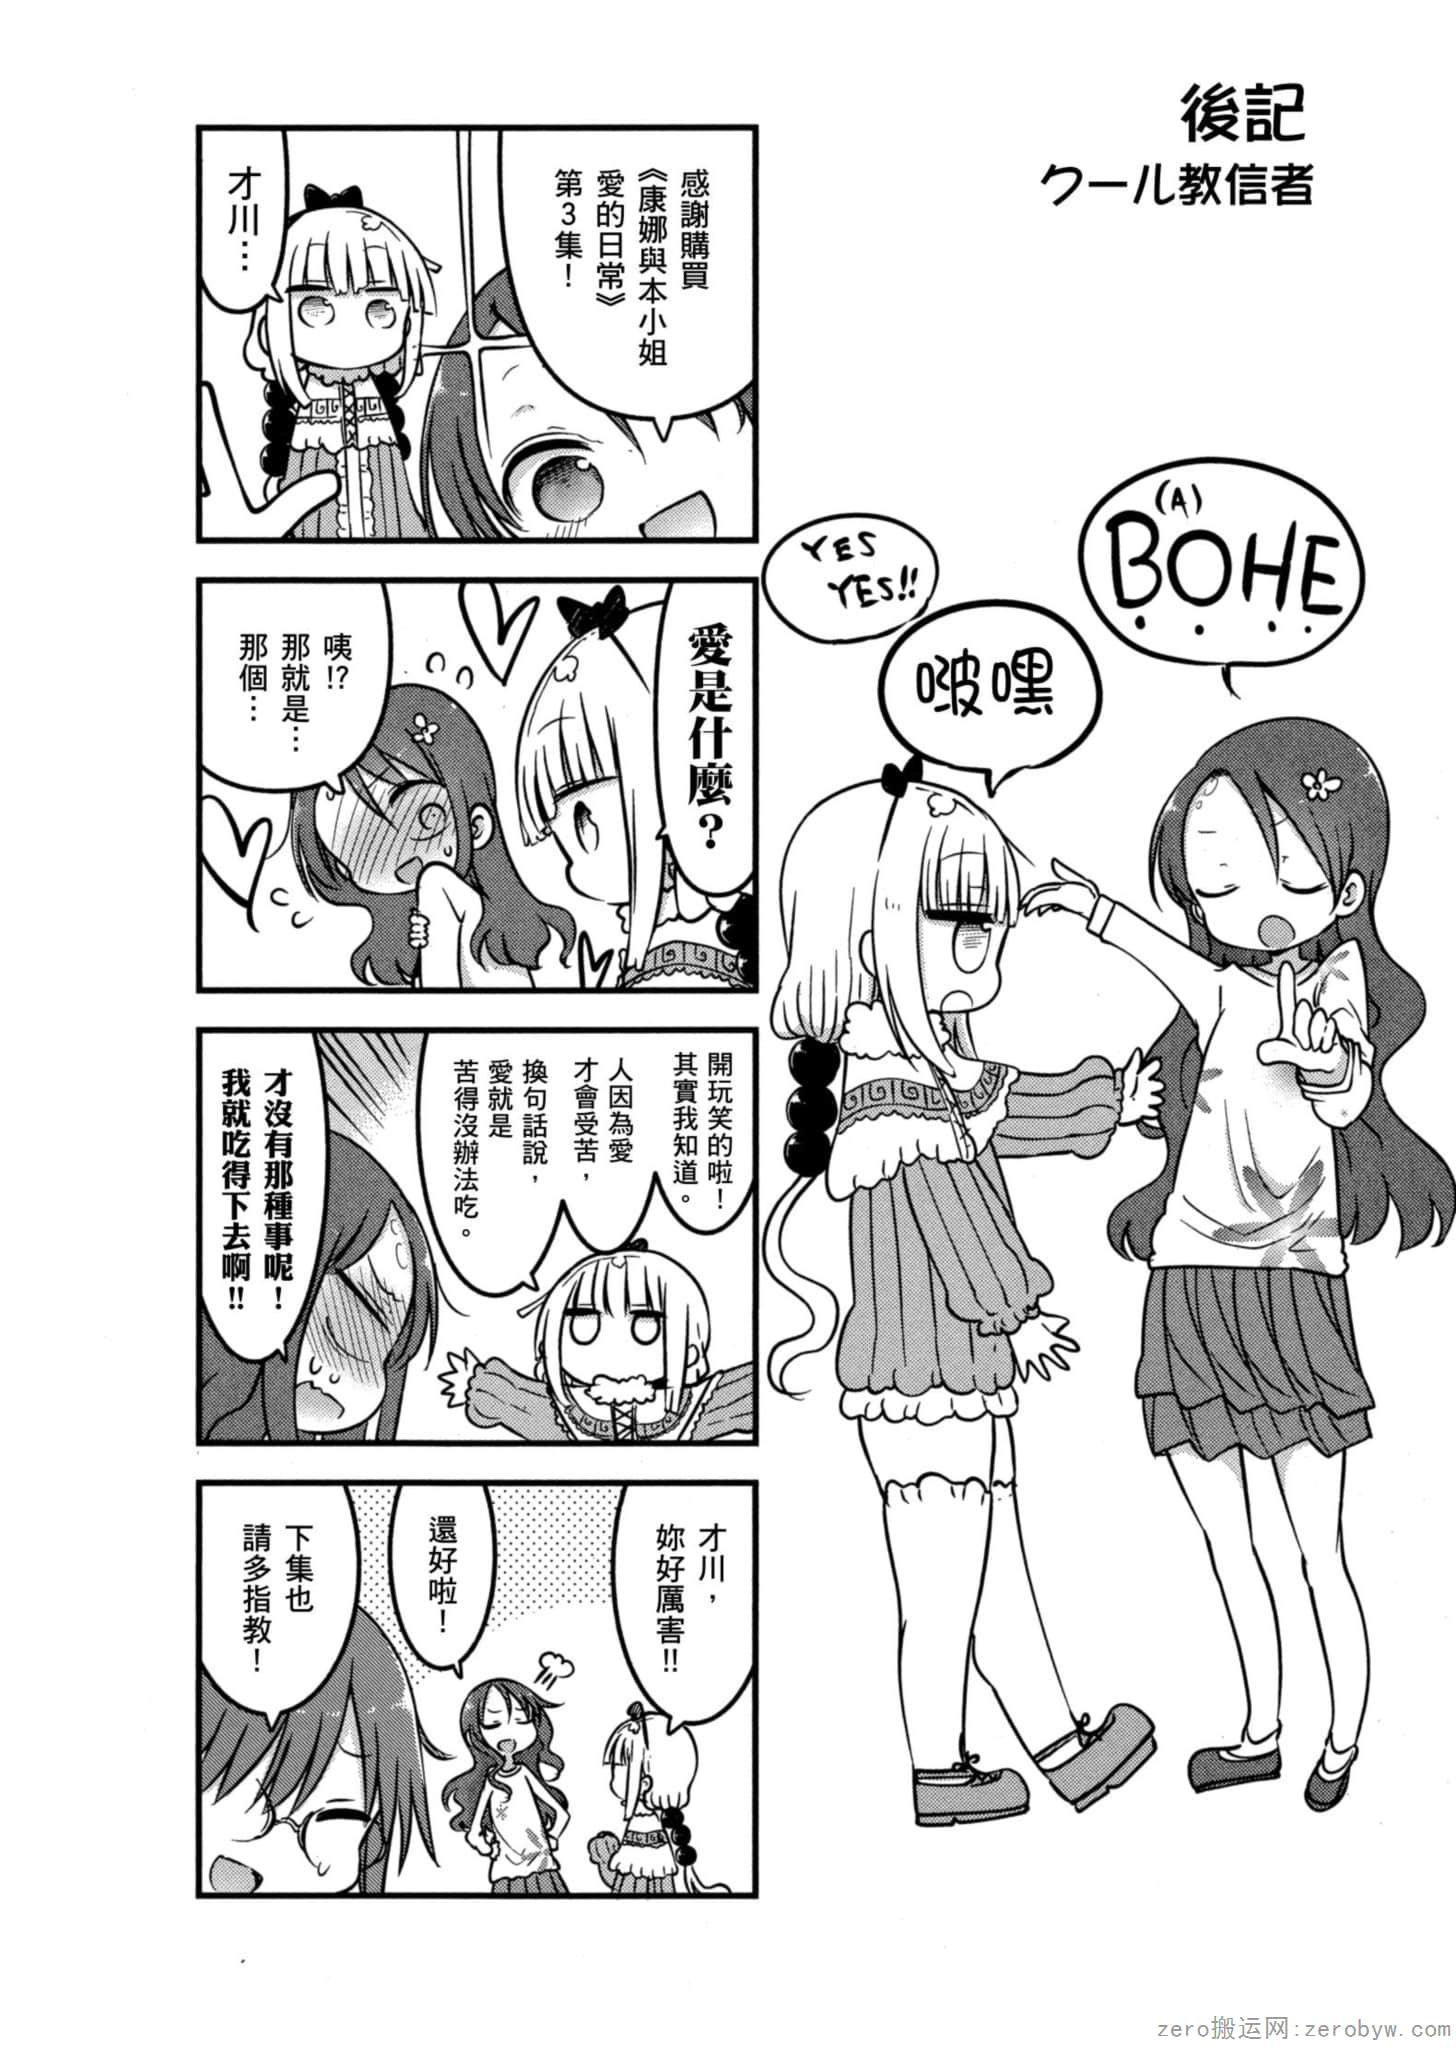 後記
クール教信者
(A)
BOHE
啵嘿
YES
YES!!
感謝購買
《康娜與本小姐
愛的日常》
第3集！
才川…
愛是什麼？
咦!?
那就是…
那個…
開玩笑的啦！
其實我知道。
人因為愛
才會受苦，
換句話說，
愛就是
苦得沒辦法吃。
才沒有那種事呢！
我就吃得下去啊!!
才川，
妳好厲害!!
還好啦！
下集也
請多指教！
zero搬运网:zerobyw.com